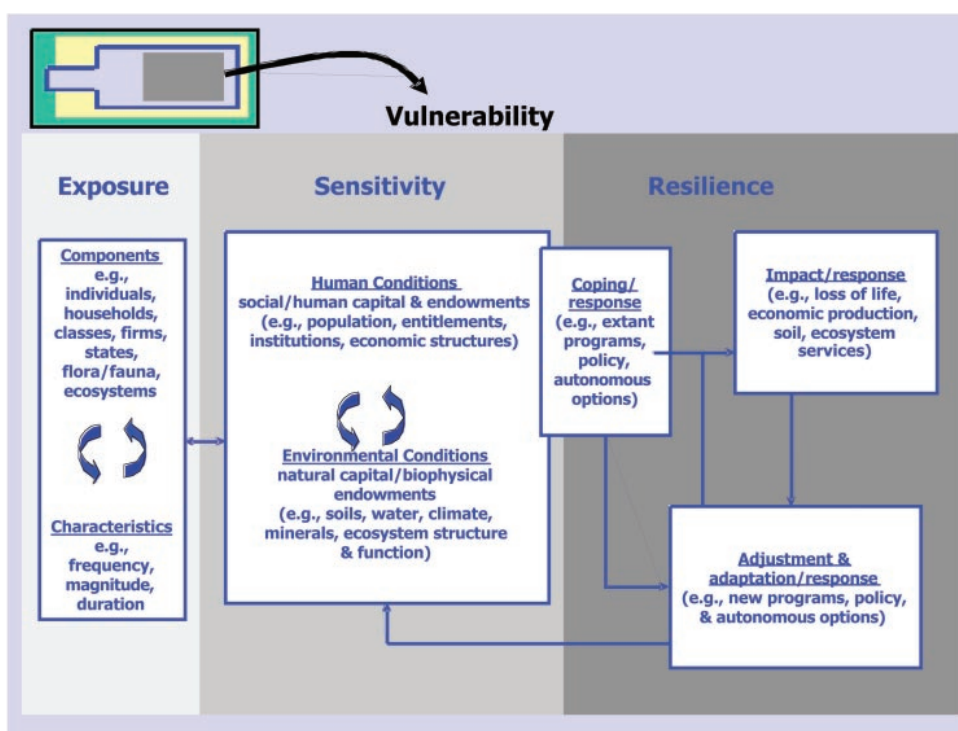 Vulnerability
Exposure
Sensitivity
Resilience
Components
e.g.,
individuals,
households,
classes, firms,
states,
flora/fauna,
ecosystems
Characteristics
e.g.,
frequency,
magnitude,
duration
Human Conditions
social/human capital & endowments
(e.g., population, entitlements,
institutions, economic structures)
Environmental Conditions
natural capital/biophysical
endowments
(e.g., soils, water, climate,
minerals, ecosystem structure
& function)
Coping/
response
(e.g., extant
programs,
policy,
autonomous
options)
Impact/response
(e.g., loss of life,
economic production,
soil, ecosystem
services)
Adjustment &
adaptation/response
(e.g., new programs, policy,
& autonomous options)